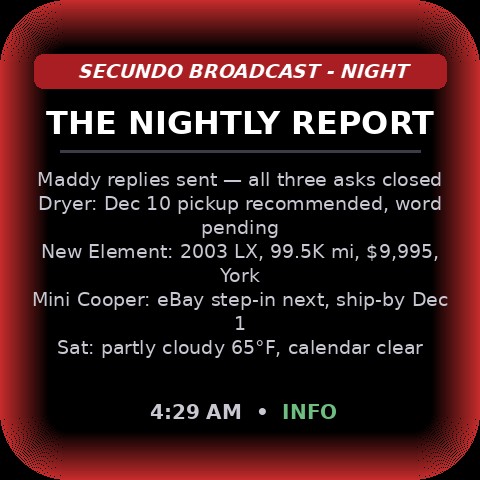 SECUNDO BROADCAST - NIGHT
THE NIGHTLY REPORT
Maddy replies sent — all three asks closed
Dryer: Dec 10 pickup recommended, word
pending
New Element: 2003 LX, 99.5K mi, $9,995,
York
Mini Cooper: eBay step-in next, ship-by Dec
1
Sat: partly cloudy 65°F, calendar clear
4:29 AM • INFO